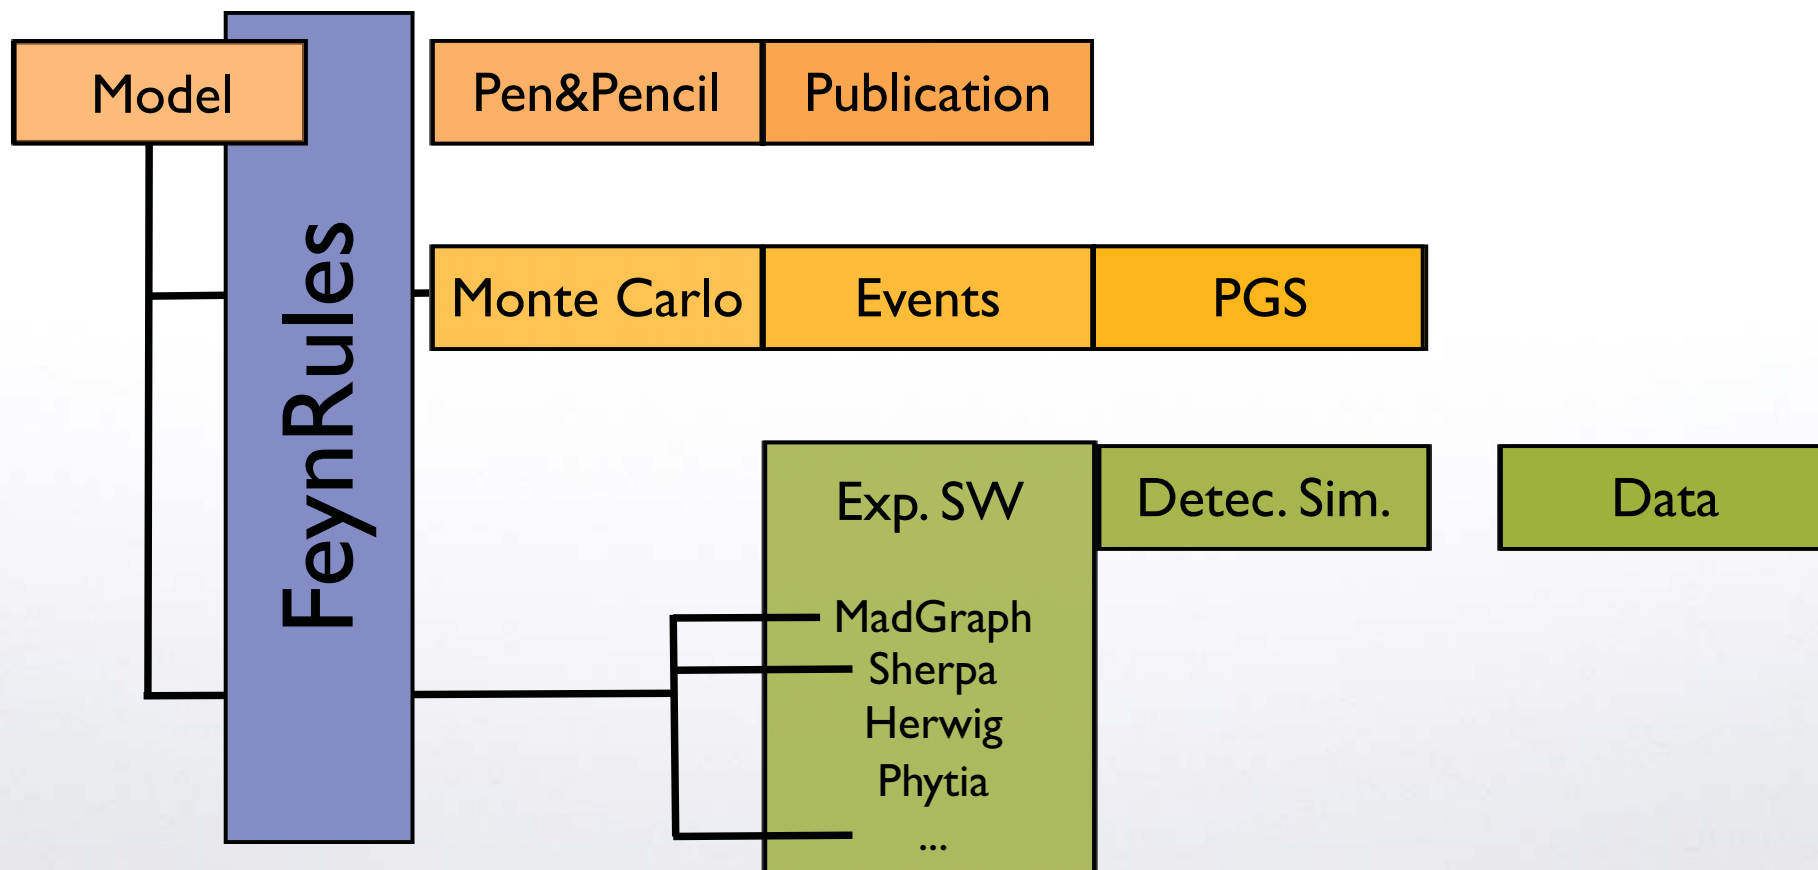 Model
Pen&Pencil
Publication
FeynRules
Monte Carlo
Events
PGS
Exp. SW
Detec. Sim.
Data
MadGraph
Sherpa
Herwig
Phytia
...